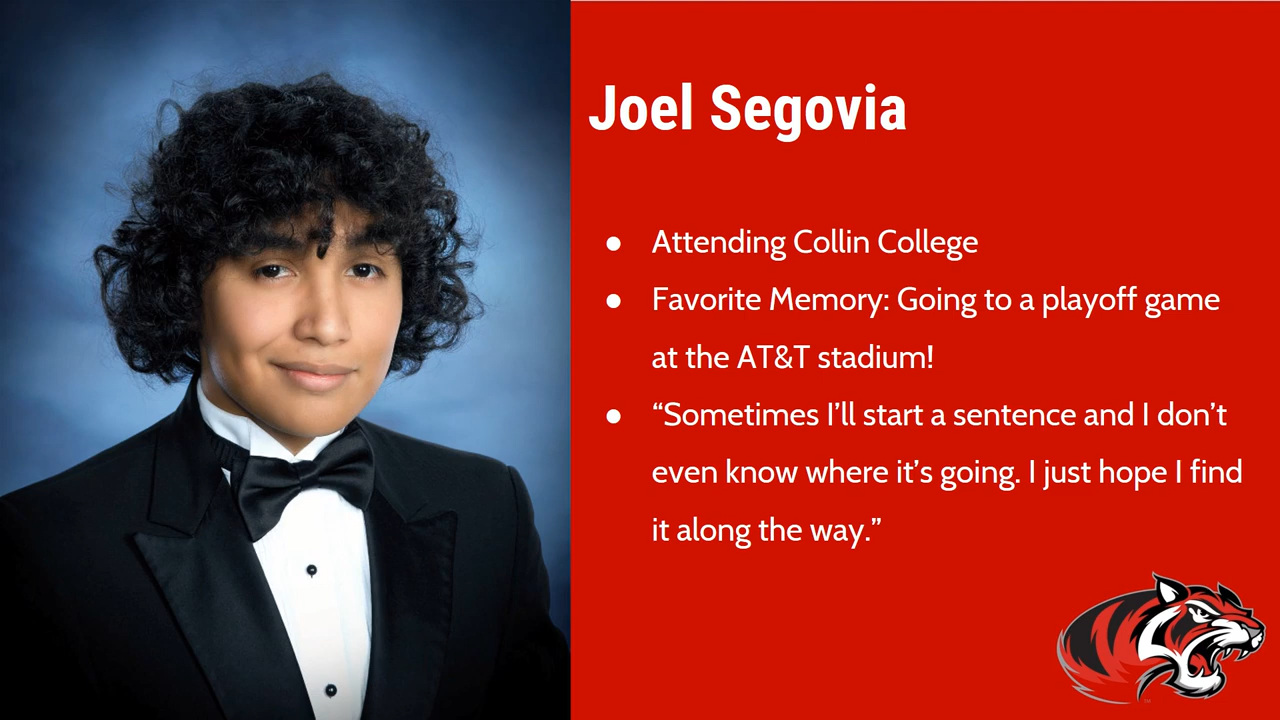 Joel Segovia
● Attending Collin College
● Favorite Memory: Going to a playoff game
at the AT&T stadium!
● “Sometimes I’ll start a sentence and I don’t
even know where it’s going. I just hope I find
it along the way.”